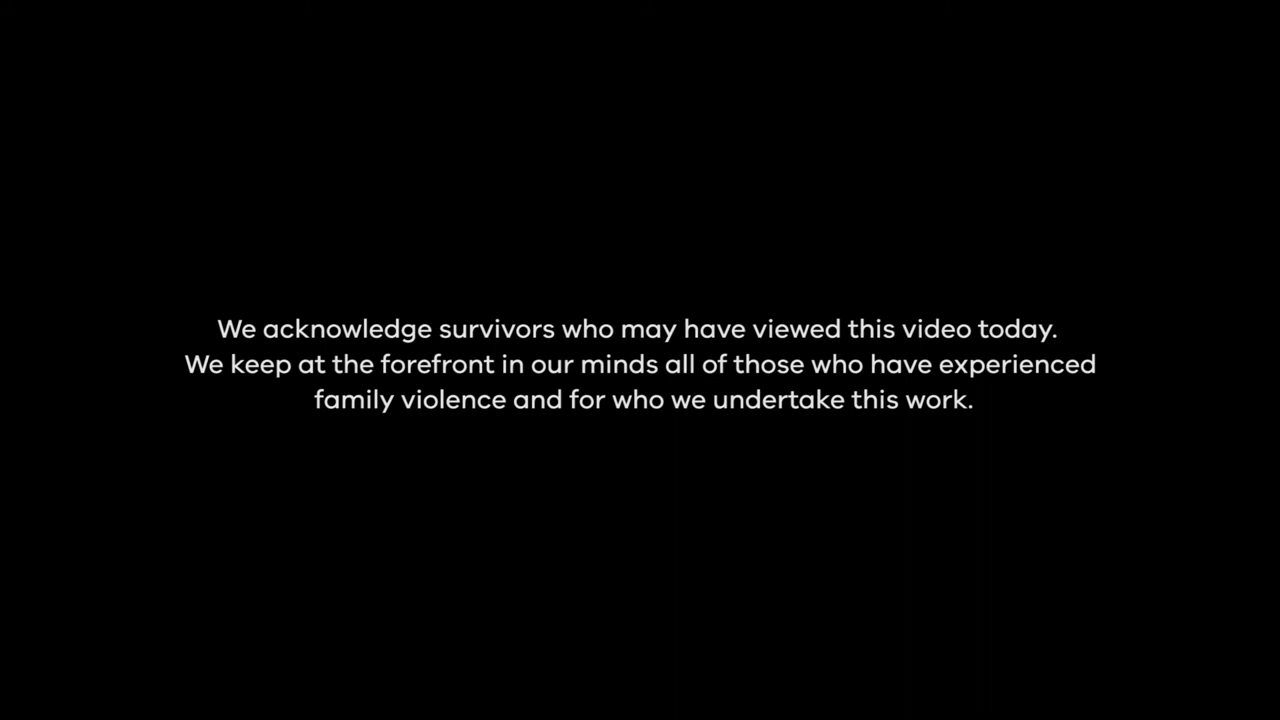 We acknowledge survivors who may have viewed this video today.
We keep at the forefront in our minds all of those who have experienced
family violence and for who we undertake this work.